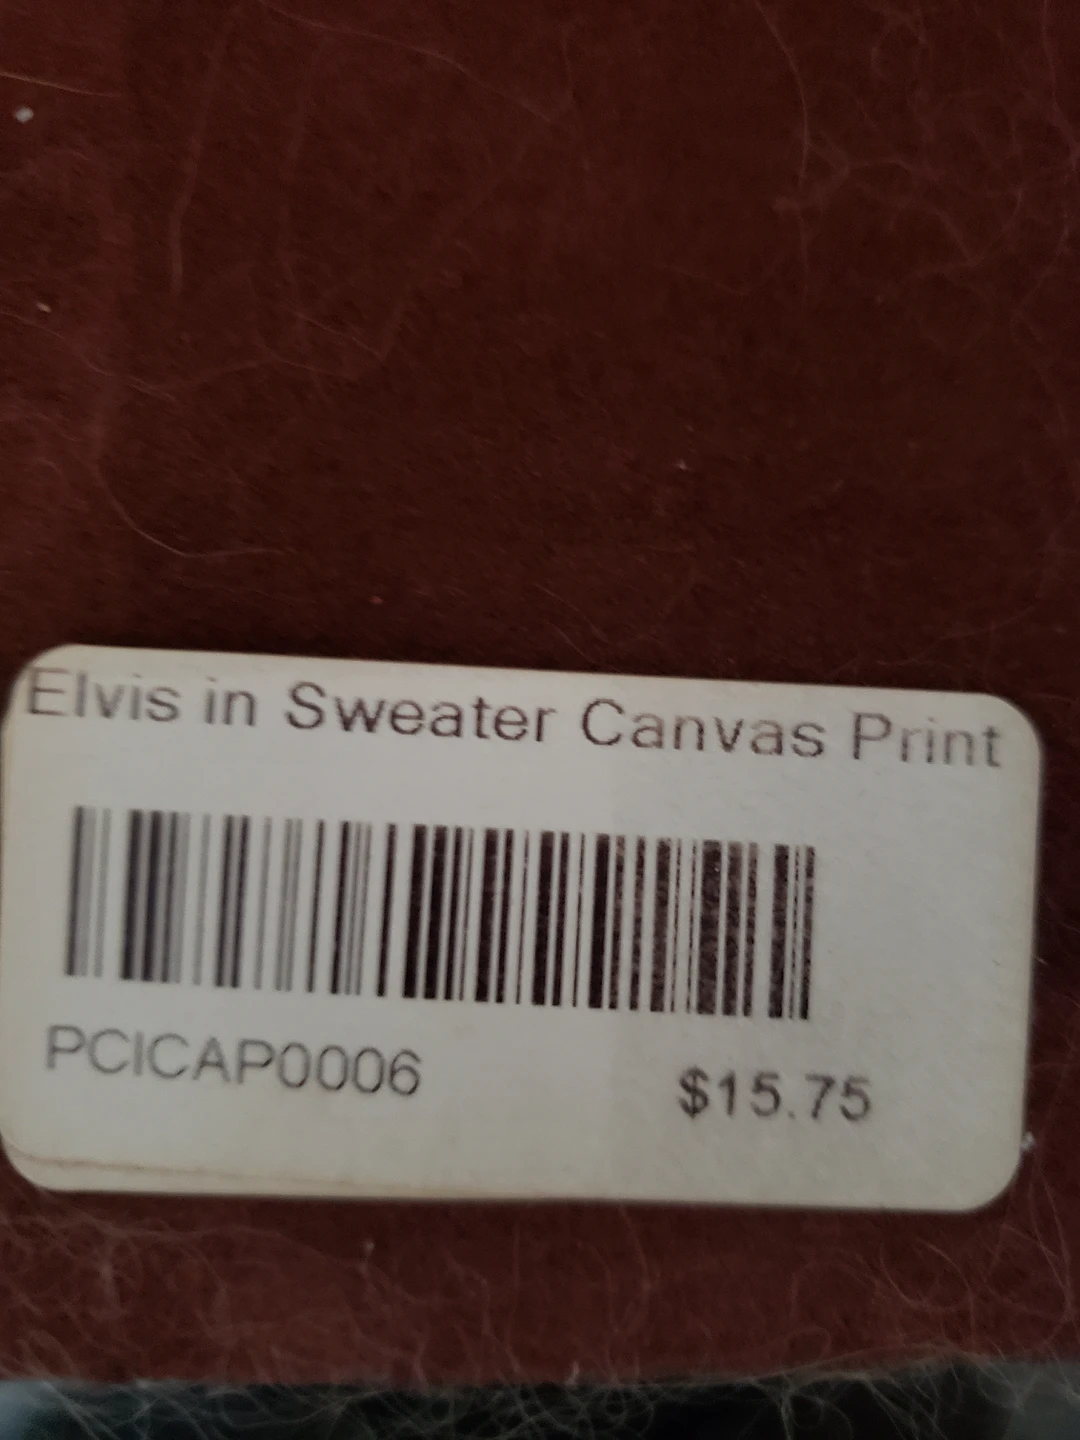 Elvis in Sweater Canvas Print
PCICAP0006
$15.75